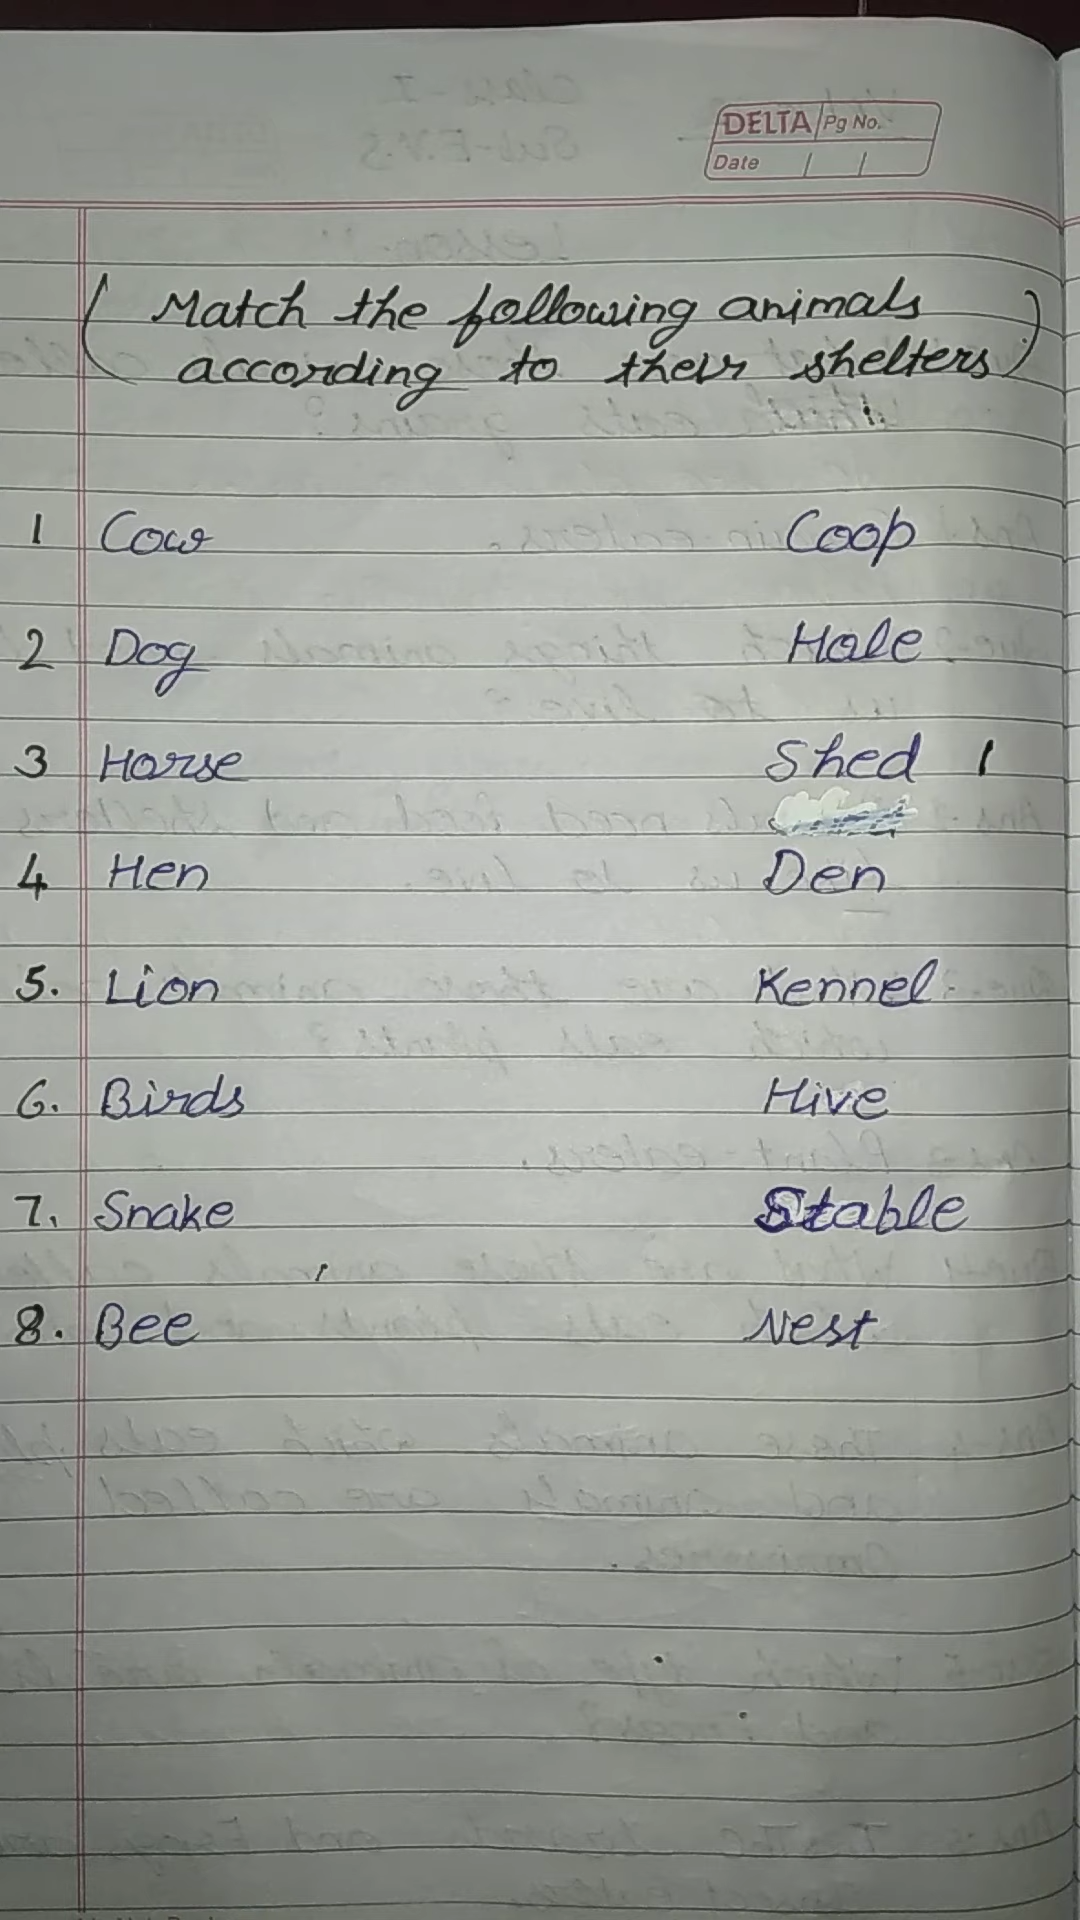 DELTA Pg No.
Date / /
Match the following animals
according to their shelters
1 Cow Coop
2 Dog Hole
3 Horse Shed 1
4 Hen Den
5. Lion Kennel
6. Birds Hive
7. Snake Stable
8. Bee Nest